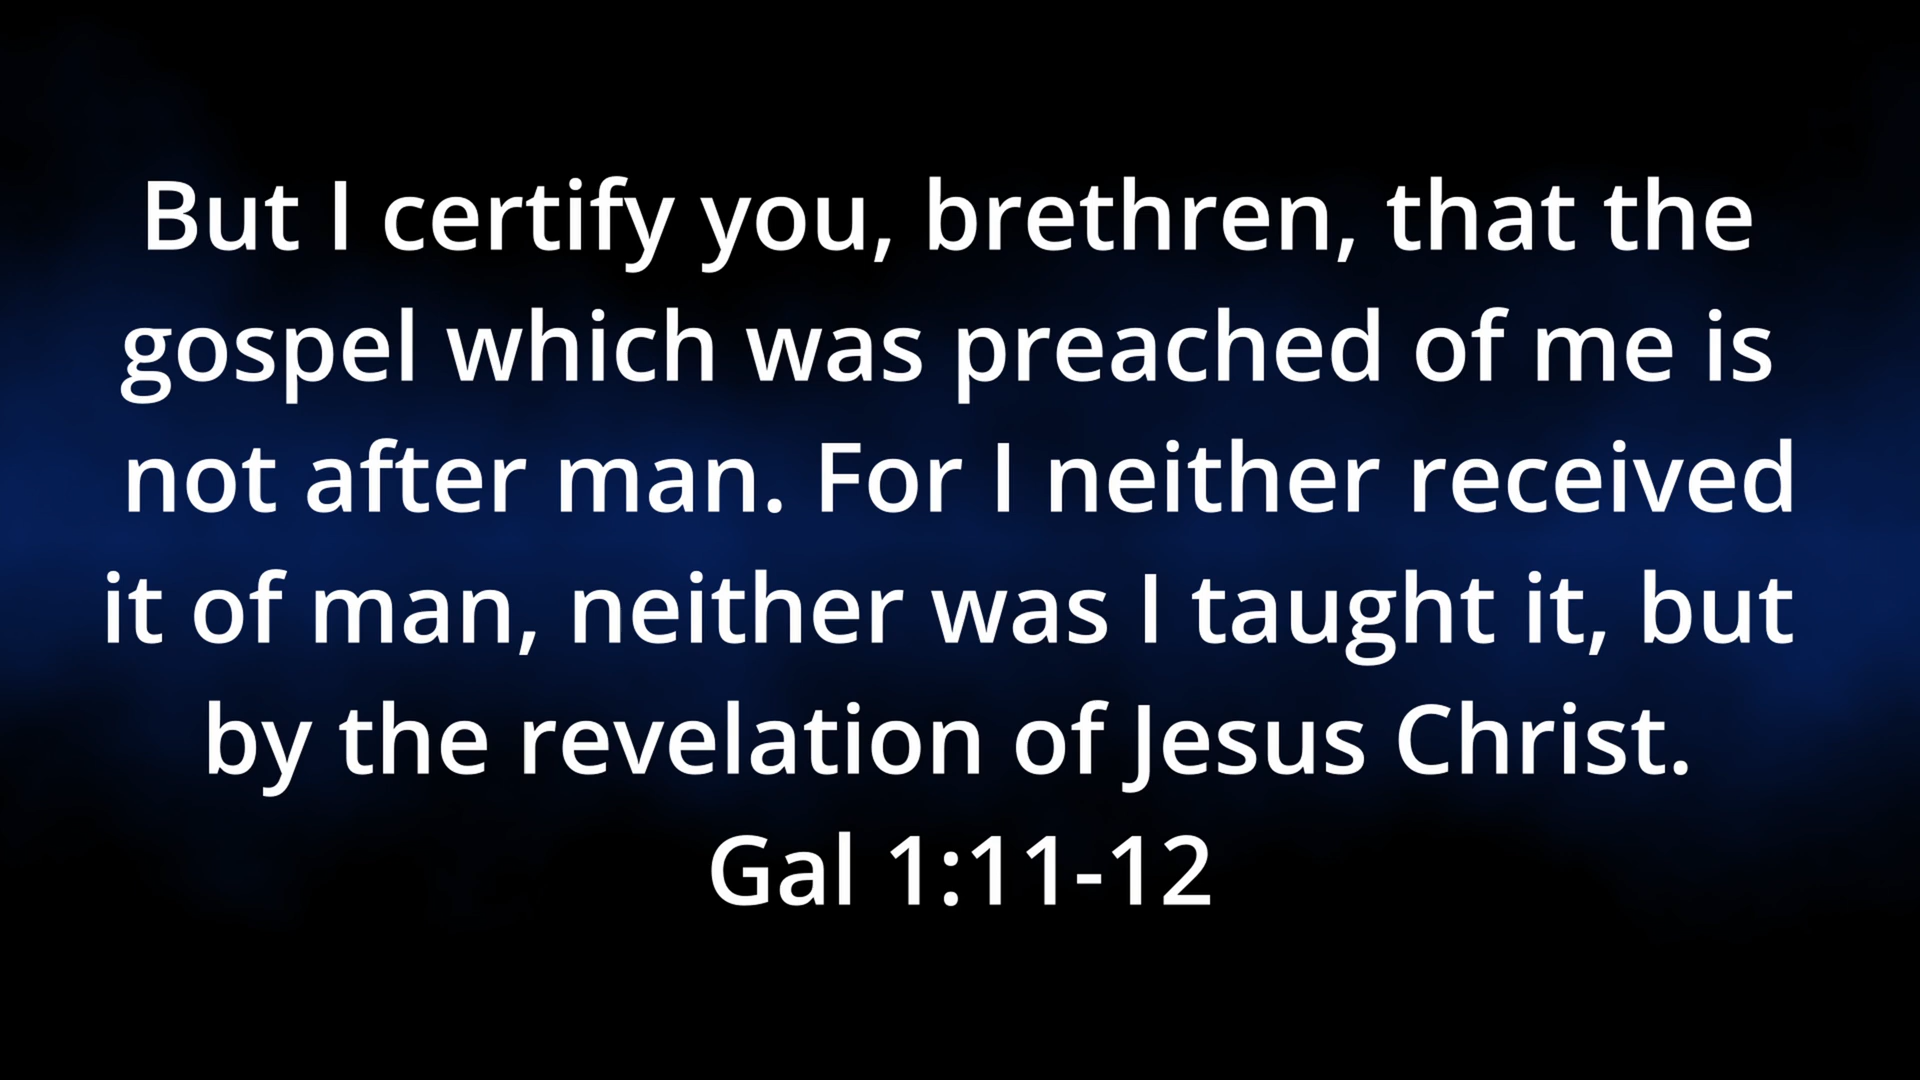 But I certify you, brethren, that the
gospel which was preached of me is
not after man. For I neither received
it of man, neither was I taught it, but
by the revelation of Jesus Christ.
Gal 1:11-12